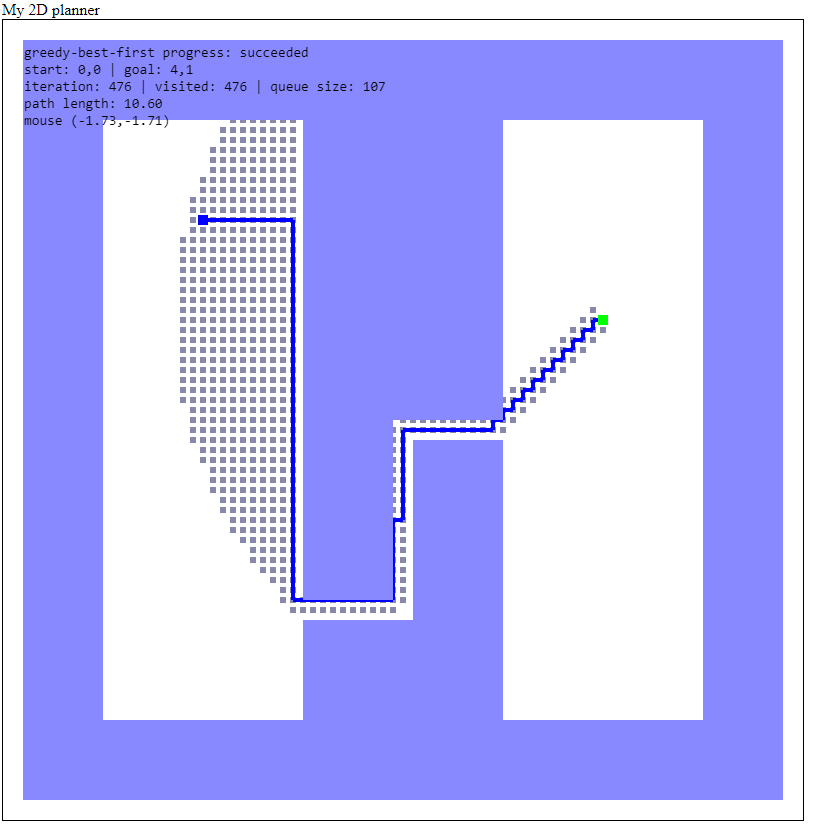 My 2D planner
greedy-best-first progress: succeeded
start: 0,0 | goal: 4,1
iteration: 476 | visited: 476 | queue size: 107
path length: 10.60
mouse (-1.73,-1.71)